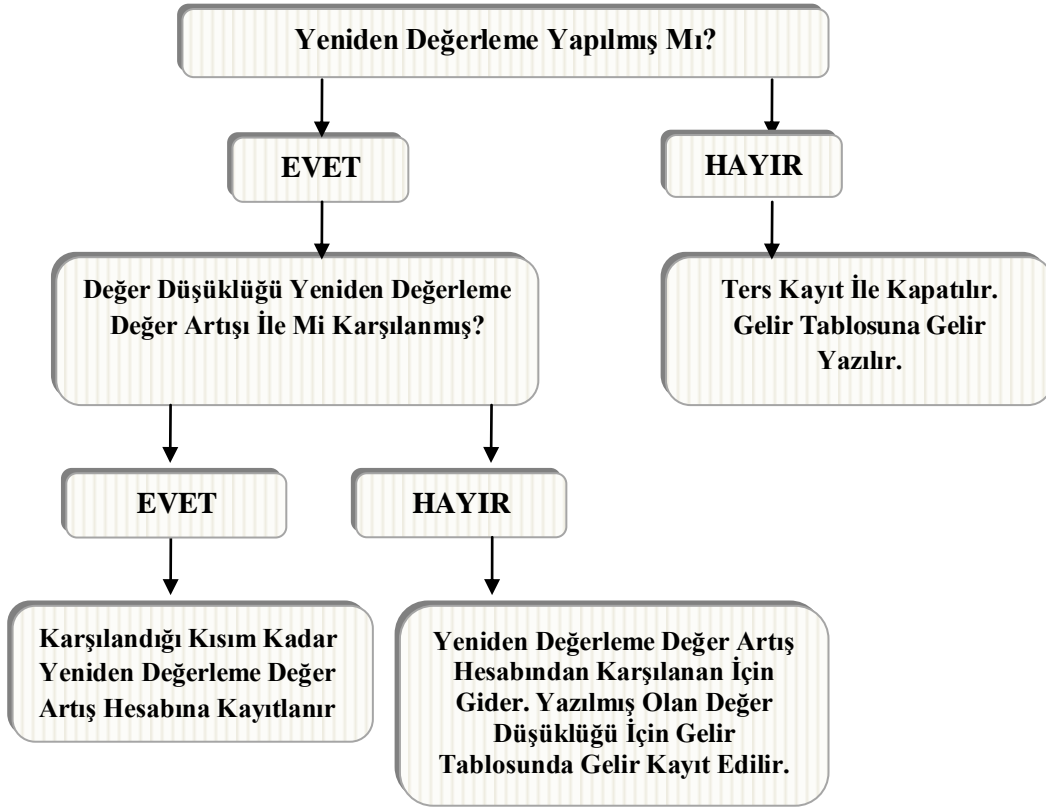 Yeniden Değerleme Yapılmış Mı?
EVET
HAYIR
Değer Düşüklüğü Yeniden Değerleme
Değer Artışı İle Mi Karşılanmış?
Ters Kayıt İle Kapatılır.
Gelir Tablosuna Gelir
Yazılır.
EVET
HAYIR
Karşılandığı Kısım Kadar
Yeniden Değerleme Değer
Artış Hesabına Kayıtlanır
Yeniden Değerleme Değer Artış
Hesabından Karşılanan İçin
Gider. Yazılmış Olan Değer
Düşüklüğü İçin Gelir
Tablosunda Gelir Kayıt Edilir.